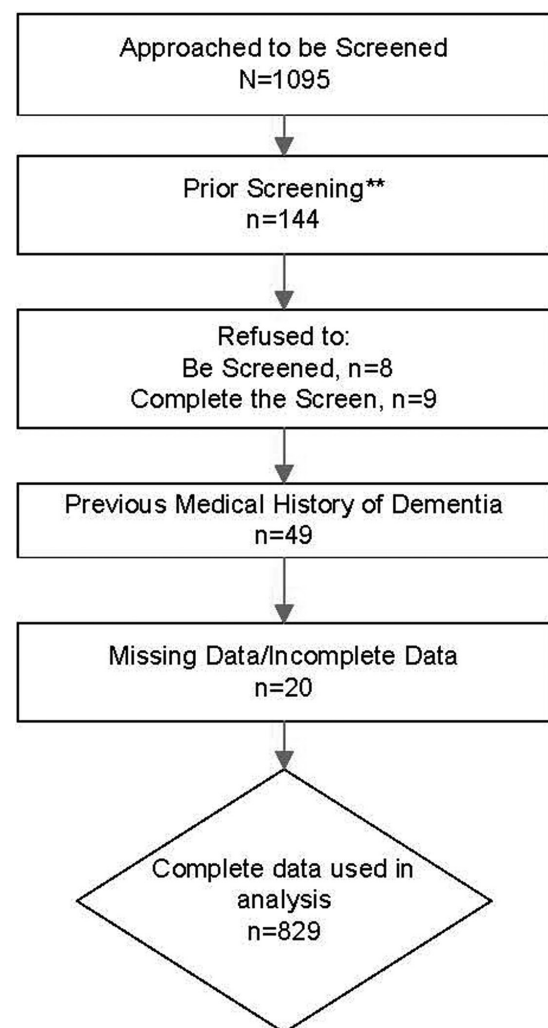 Approached to be Screened
N=1095
Prior Screening**
n=144
Refused to:
Be Screened, n=8
Complete the Screen, n=9
Previous Medical History of Dementia
n=49
Missing Data/Incomplete Data
n=20
Complete data used in
analysis
n=829